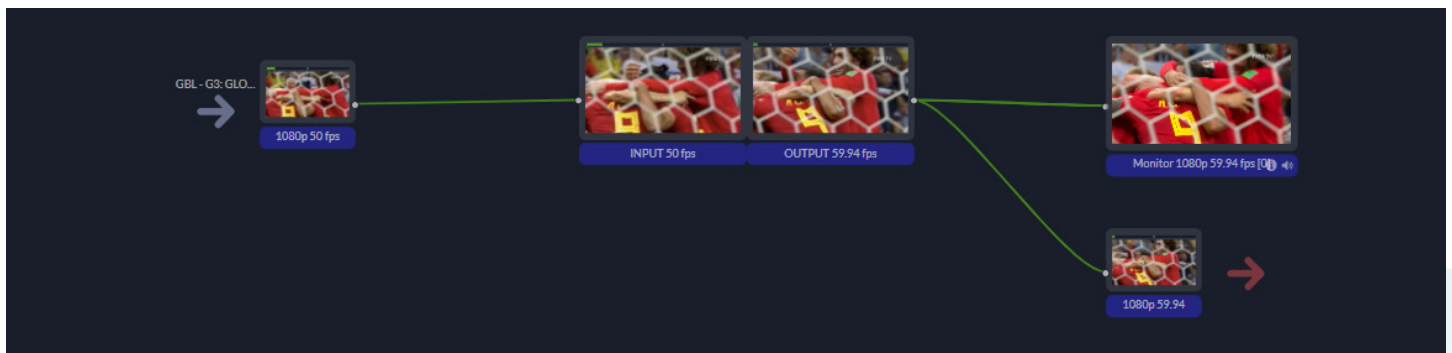 GBL - G3: GLO...
1080p 50 fps
INPUT 50 fps
OUTPUT 59.94 fps
Monitor 1080p 59.94 fps [0]
1080p 59.94